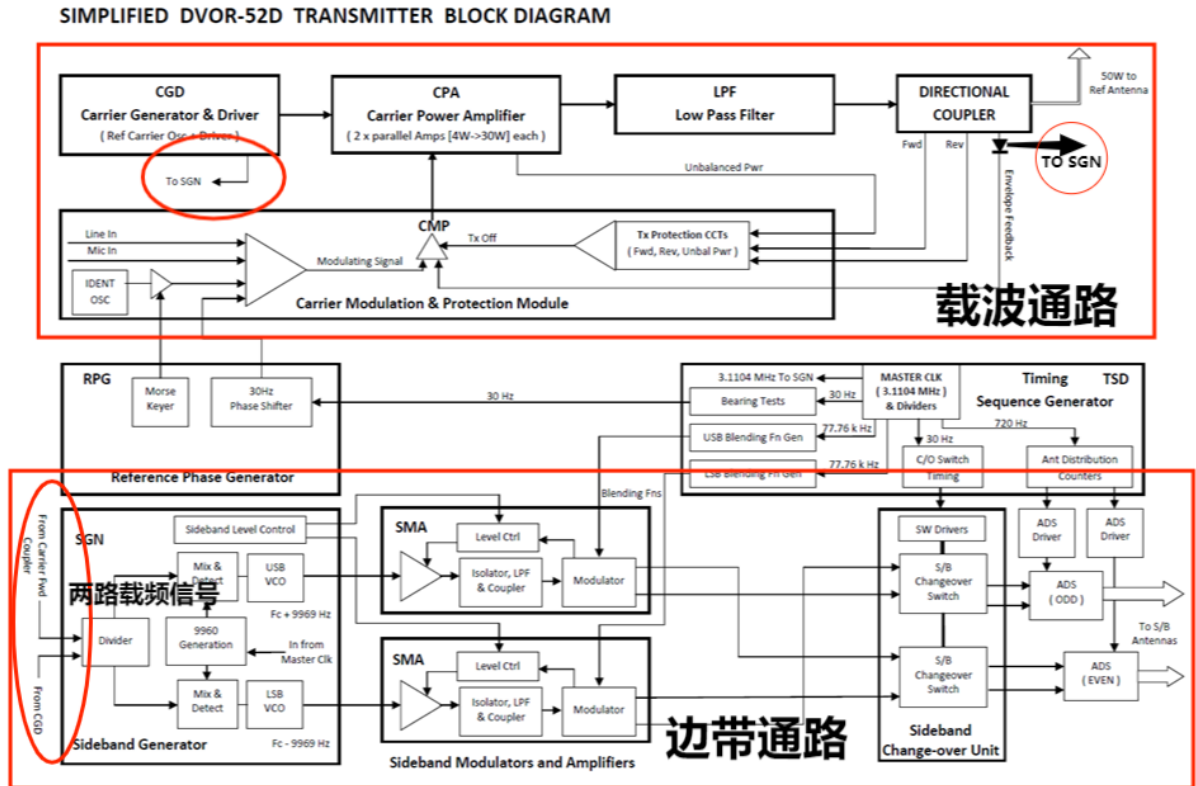 SIMPLIFIED DVOR-52D TRANSMITTER BLOCK DIAGRAM
CGD
Carrier Generator & Driver
( Ref Carrier Osc + Driver )
CPA
Carrier Power Amplifier
( 2 x parallel Amps [4W->30W] each )
LPF
Low Pass Filter
DIRECTIONAL
COUPLER
50W to
Ref Antenna
Fwd
Rev
TO SGN
To SGN
Unbalanced Pwr
Envelope Feedback
Line In
Mic In
IDENT
OSC
Modulating Signal
CMP
Tx Off
Tx Protection CCTs
( Fwd, Rev, Unbal Pwr )
Carrier Modulation & Protection Module
载波通路
RPG
Morse
Keyer
30Hz
Phase Shifter
Reference Phase Generator
30 Hz
3.1104 MHz To SGN
MASTER CLK
( 3.1104 MHz )
& Dividers
Timing TSD
Sequence Generator
Bearing Tests
30 Hz
USB Blending Fn Gen
77.76 k Hz
LSB Blending Fn Gen
77.76 k Hz
30 Hz
720 Hz
C/O Switch
Timing
Ant Distribution
Counters
Blending Fns
From Carrier Fwd
Coupler
From CGD
SGN
Sideband Level Control
Mix &
Detect
USB
VCO
两路载频信号
Fc + 9969 Hz
Divider
9960
Generation
In from
Master Clk
Mix &
Detect
LSB
VCO
Fc - 9969 Hz
Sideband Generator
SMA
Level Ctrl
Isolator, LPF
& Coupler
Modulator
SMA
Level Ctrl
Isolator, LPF
& Coupler
Modulator
Sideband Modulators and Amplifiers
边带通路
SW Drivers
S/B
Changeover
Switch
S/B
Changeover
Switch
Sideband
Change-over Unit
ADS
Driver
ADS
Driver
ADS
( ODD )
To S/B
Antennas
ADS
( EVEN )